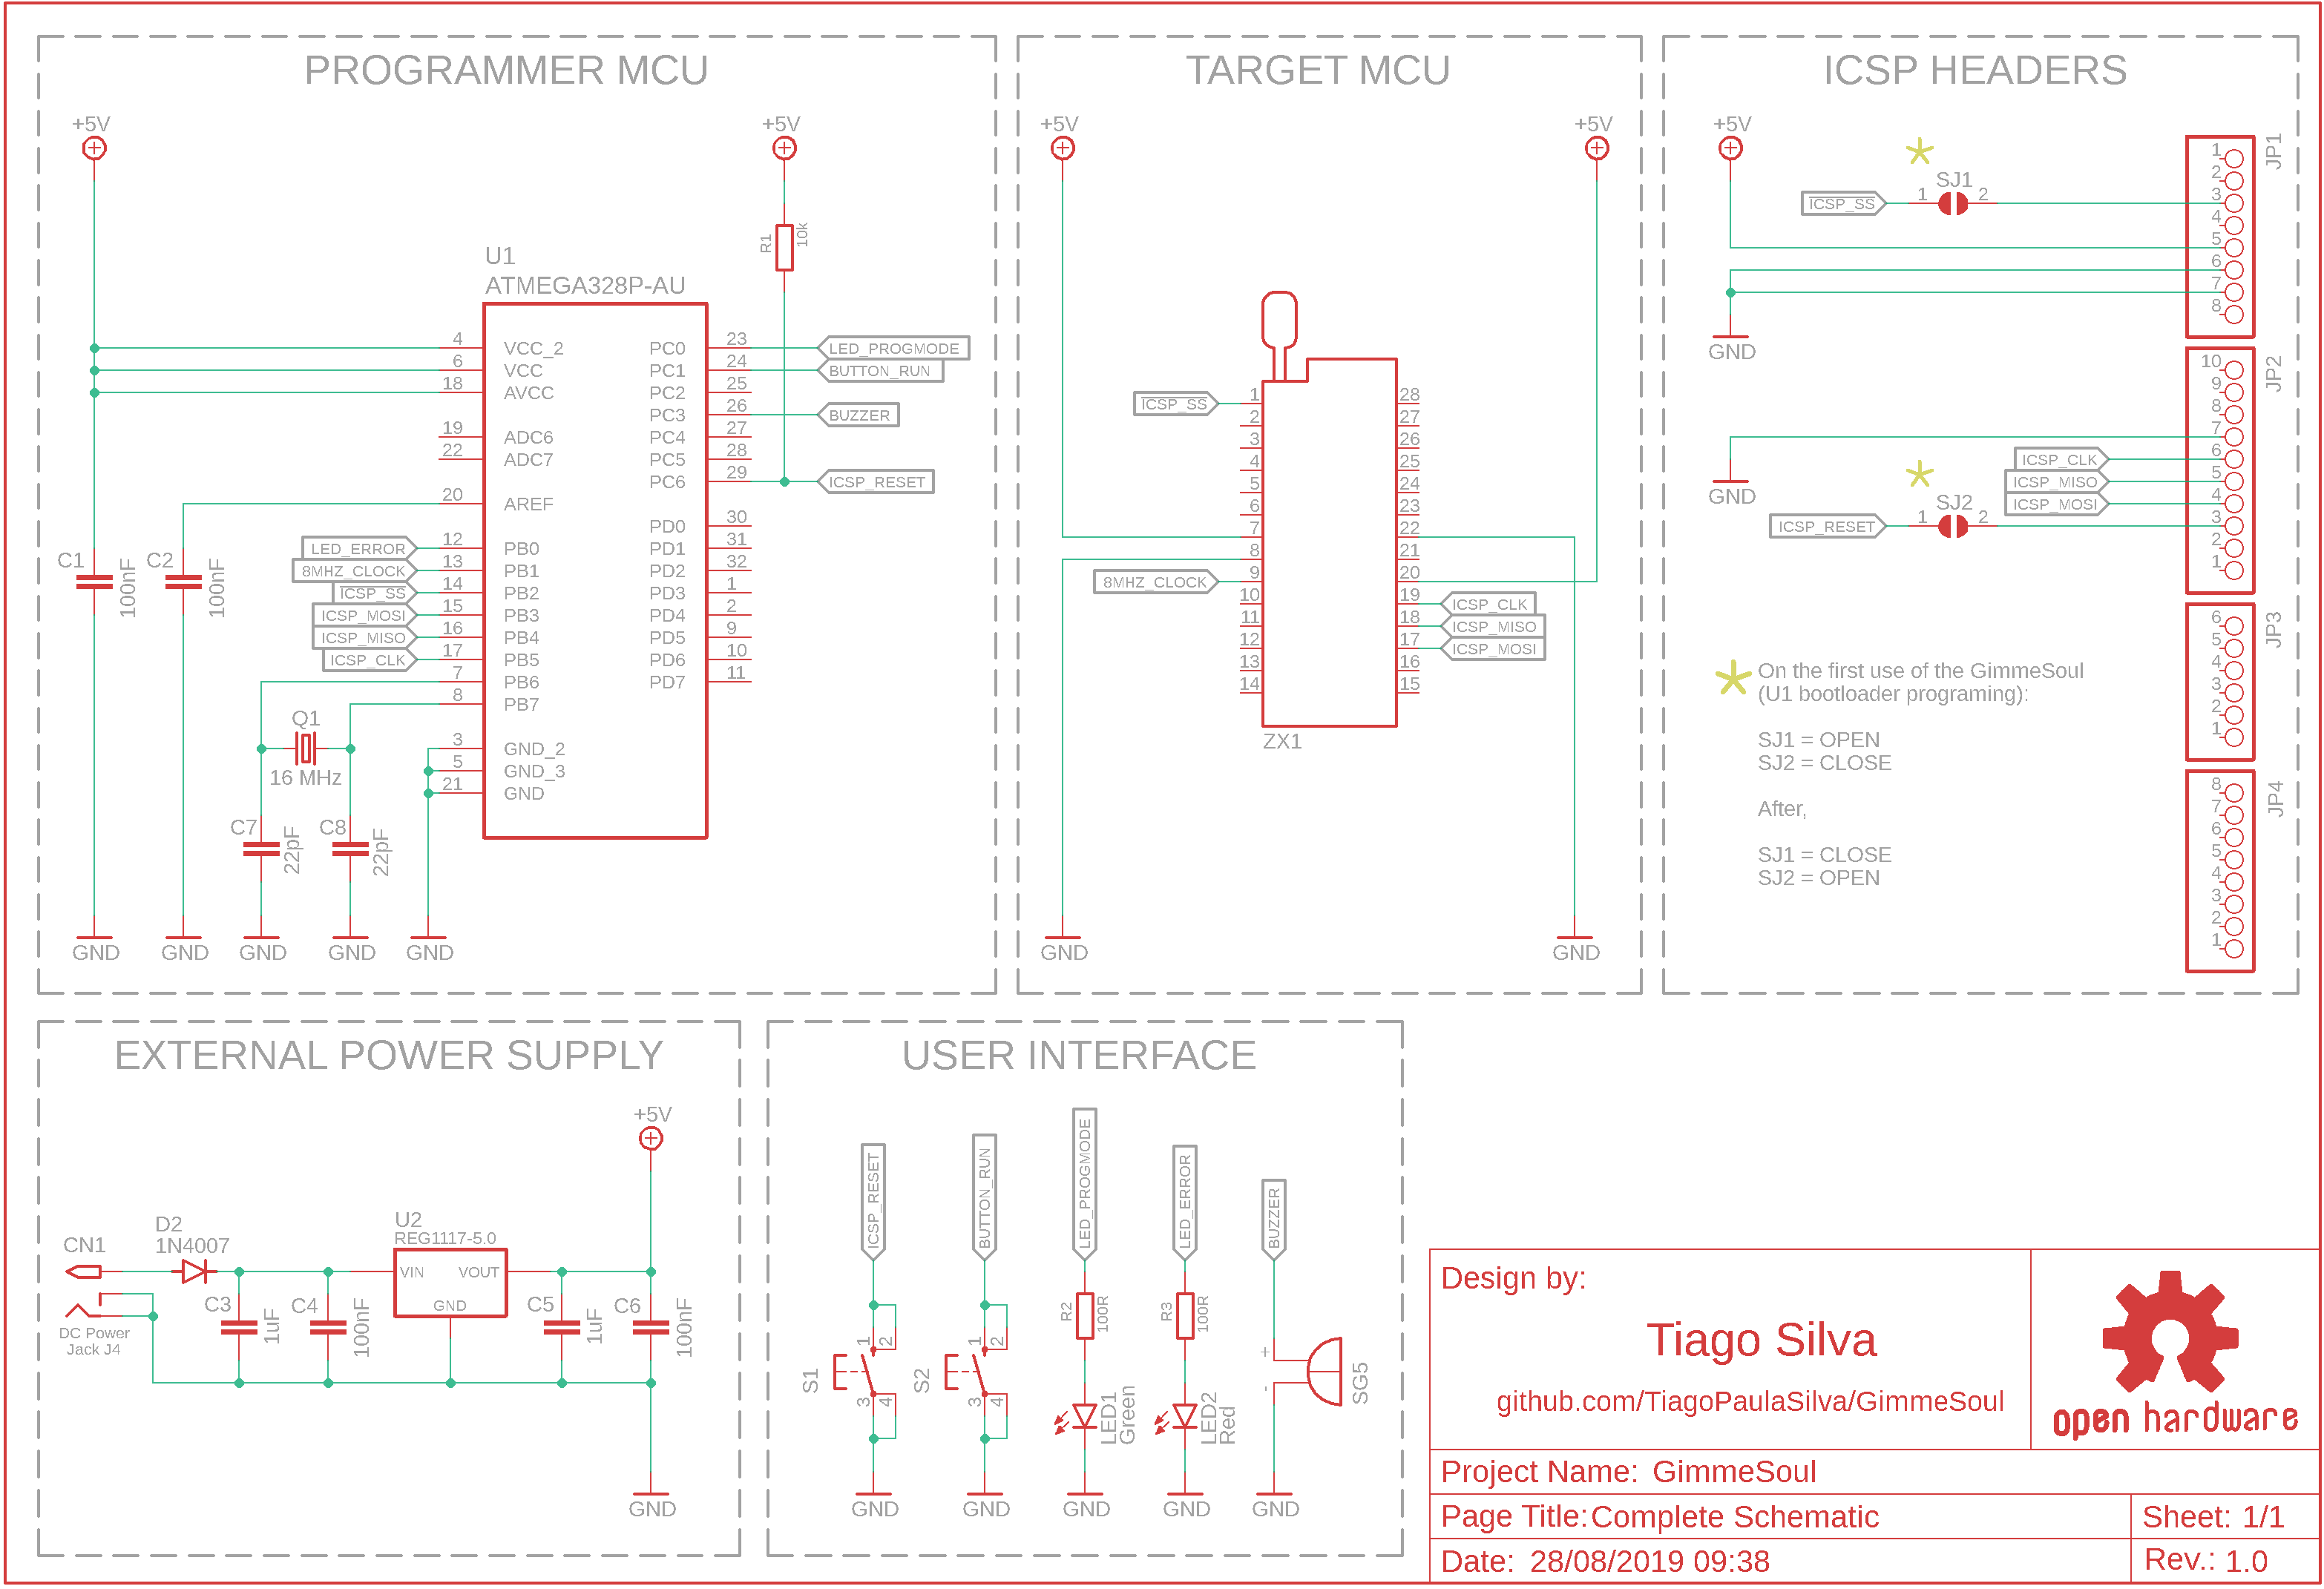 PROGRAMMER MCU
+5V
+5V
R1
10k
U1
ATMEGA328P-AU
4 VCC_2
6 VCC
18 AVCC
19 ADC6
22 ADC7
20 AREF
LED_ERROR 12 PB0
8MHZ_CLOCK 13 PB1
ICSP_SS 14 PB2
ICSP_MOSI 15 PB3
ICSP_MISO 16 PB4
ICSP_CLK 17 PB5
7 PB6
8 PB7
3 GND_2
5 GND_3
21 GND
PC0 23 LED_PROGMODE
PC1 24 BUTTON_RUN
PC2 25
PC3 26 BUZZER
PC4 27
PC5 28
PC6 29 ICSP_RESET
PD0 30
PD1 31
PD2 32
PD3 1
PD4 2
PD5 9
PD6 10
PD7 11
C1
100nF
C2
100nF
Q1
16 MHz
C7
22pF
C8
22pF
GND
GND
GND
GND
GND
TARGET MCU
+5V
+5V
ICSP_SS 1
2
3
4
5
6
7
8
8MHZ_CLOCK 9
10
11
12
13
14
28
27
26
25
24
23
22
21
20
19 ICSP_CLK
18 ICSP_MISO
17 ICSP_MOSI
16
15
ZX1
GND
GND
ICSP HEADERS
+5V
ICSP_SS 1 SJ1 2
GND
JP1
1
2
3
4
5
6
7
8
JP2
10
9
8
7
6
5
4
3
2
1
ICSP_CLK
ICSP_MISO
ICSP_MOSI
GND
ICSP_RESET 1 SJ2 2
JP3
6
5
4
3
2
1
JP4
8
7
6
5
4
3
2
1
On the first use of the GimmeSoul
(U1 bootloader programing):
SJ1 = OPEN
SJ2 = CLOSE
After,
SJ1 = CLOSE
SJ2 = OPEN
EXTERNAL POWER SUPPLY
+5V
CN1
DC Power
Jack J4
D2
1N4007
U2
REG1117-5.0
VIN VOUT
GND
C3
1uF
C4
100nF
C5
1uF
C6
100nF
GND
USER INTERFACE
ICSP_RESET
BUTTON_RUN
LED_PROGMODE
LED_ERROR
BUZZER
S1
1 2
3 4
S2
1 2
3 4
R2
100R
R3
100R
LED1
Green
LED2
Red
+
-
SG5
GND
GND
GND
GND
GND
Design by:
Tiago Silva
github.com/TiagoPaulaSilva/GimmeSoul
open hardware
Project Name: GimmeSoul
Page Title: Complete Schematic
Sheet: 1/1
Date: 28/08/2019 09:38
Rev.: 1.0